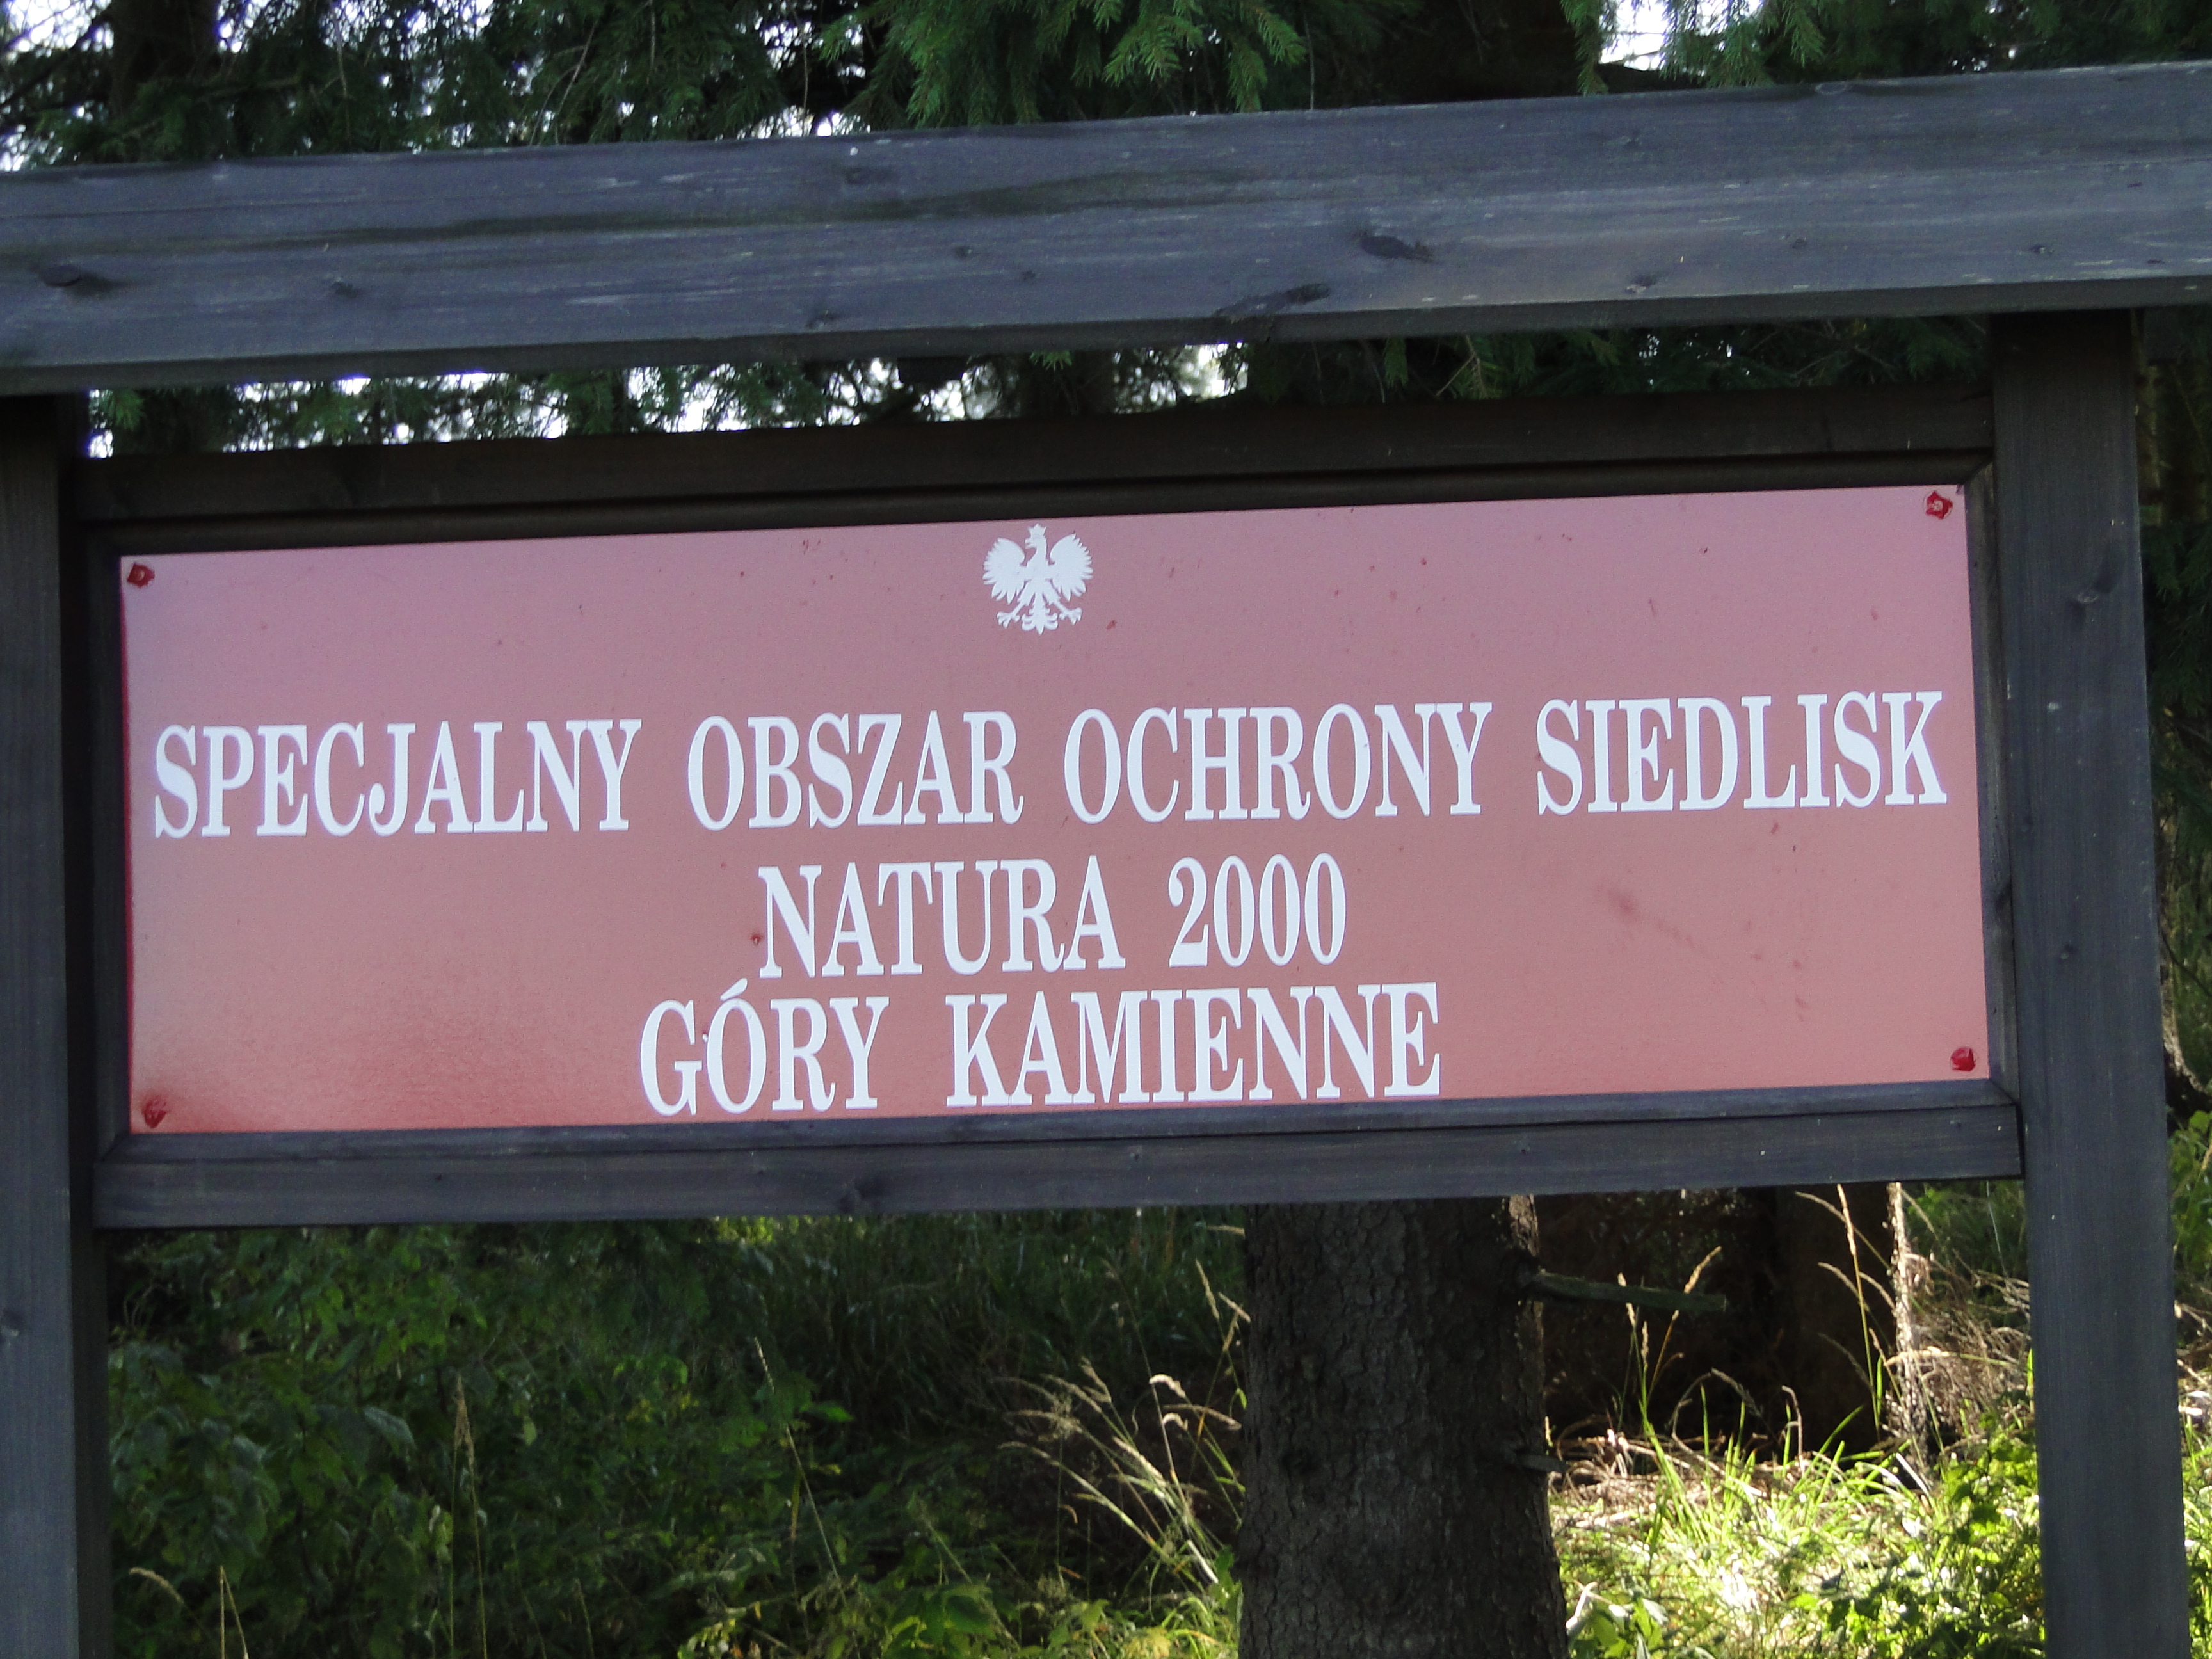 SPECJALNY OBSZAR OCHRONY SIEDLISK
NATURA 2000
GÓRY KAMIENNE